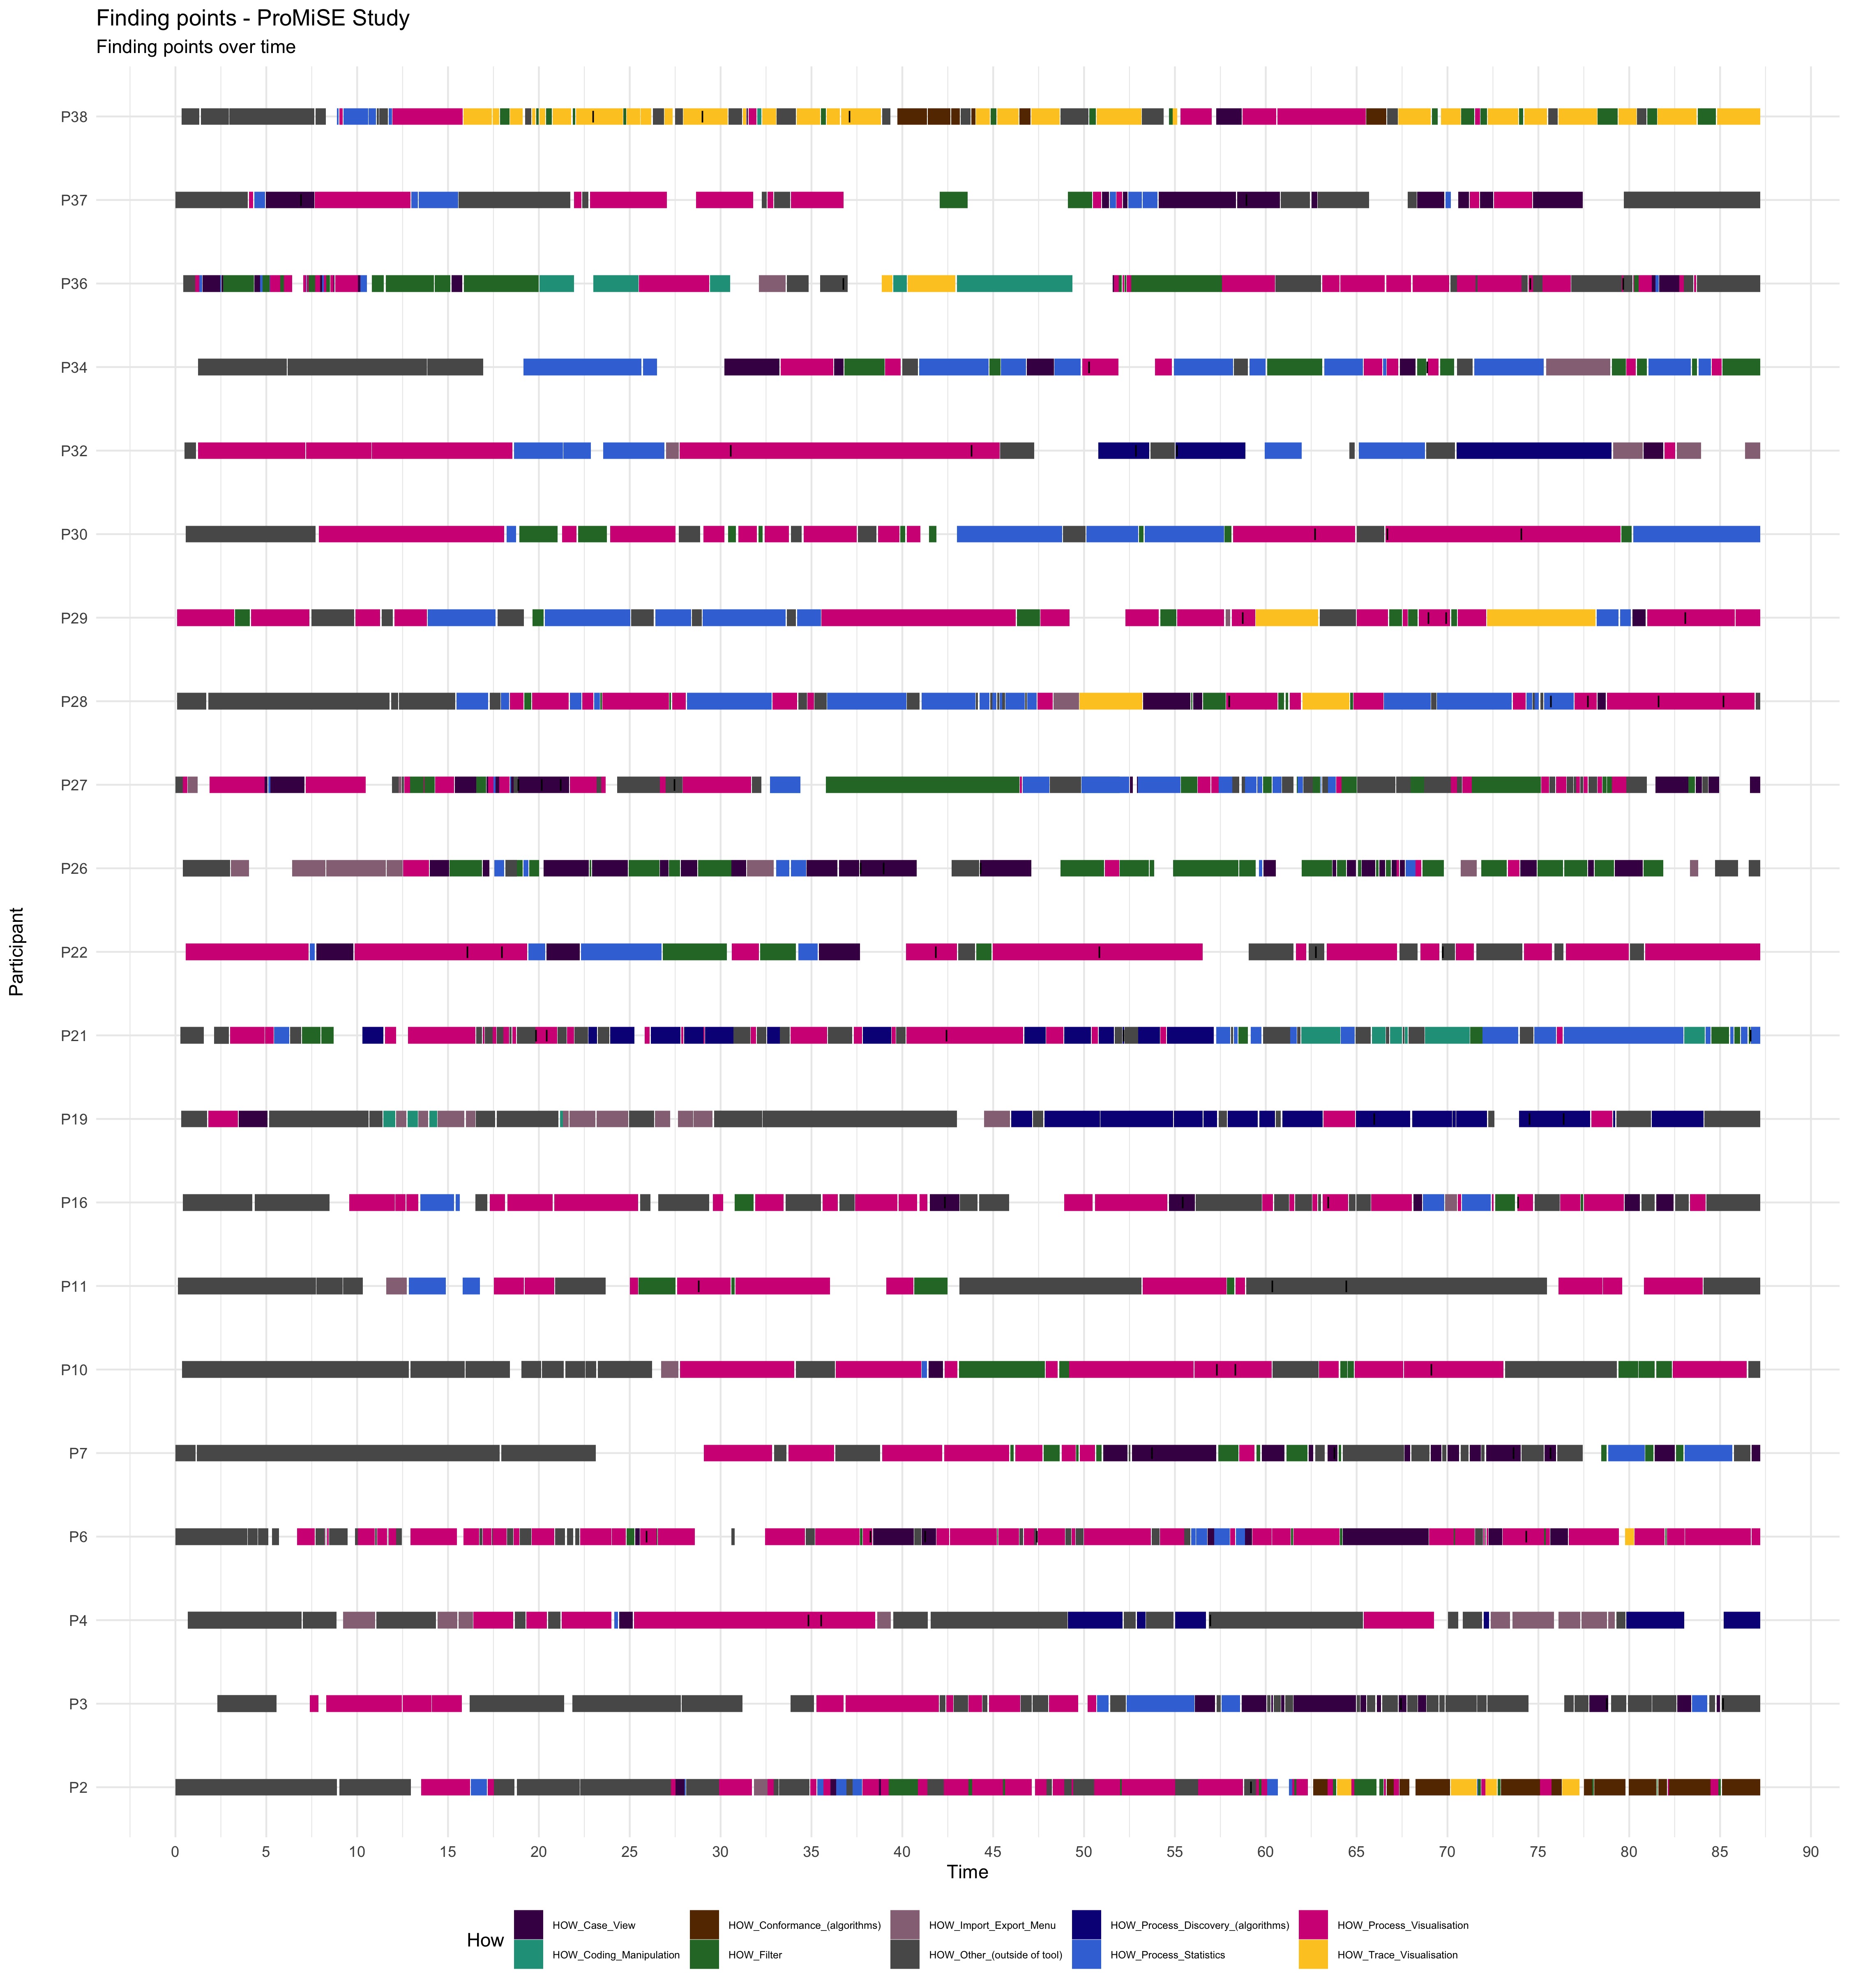 Finding points - ProMiSE Study
Finding points over time
P38
P37
P36
P34
P32
P30
P29
P28
P27
P26
P22
P21
P19
P16
P11
P10
P7
P6
P4
P3
P2
Participant
0 5 10 15 20 25 30 35 40 45 50 55 60 65 70 75 80 85 90
Time
How
HOW_Case_View HOW_Conformance_(algorithms) HOW_Import_Export_Menu HOW_Process_Discovery_(algorithms) HOW_Process_Visualisation
HOW_Coding_Manipulation HOW_Filter HOW_Other_(outside of tool) HOW_Process_Statistics HOW_Trace_Visualisation